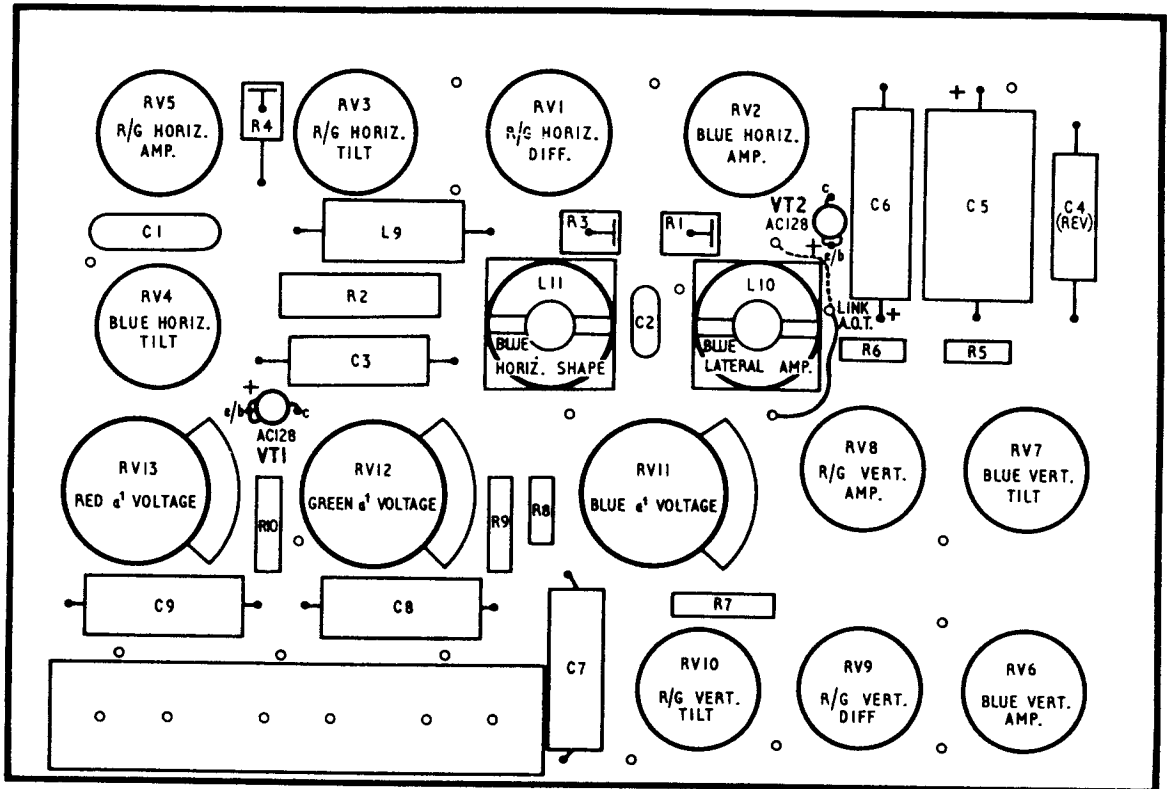 RV5
R/G HORIZ.
AMP.
R4
RV3
R/G HORIZ.
TILT
RV1
R/G HORIZ.
DIFF.
RV2
BLUE HORIZ.
AMP.
+
C1
L9
R3
R1
VT2
AC128
c
+
e/b
C6
+
C5
C4
(REV)
RV4
BLUE HORIZ.
TILT
R2
C3
L11
BLUE
HORIZ. SHAPE
C2
L10
BLUE
LATERAL AMP.
LINK
A.O.T.
R6
R5
+
e/b
c
AC128
VT1
RV13
RED a1 VOLTAGE
R10
RV12
GREEN a1 VOLTAGE
R9
R8
RV11
BLUE a1 VOLTAGE
RV8
R/G VERT.
AMP.
RV7
BLUE VERT.
TILT
C9
C8
C7
R7
RV10
R/G VERT.
TILT
RV9
R/G VERT.
DIFF
RV6
BLUE VERT.
AMP.